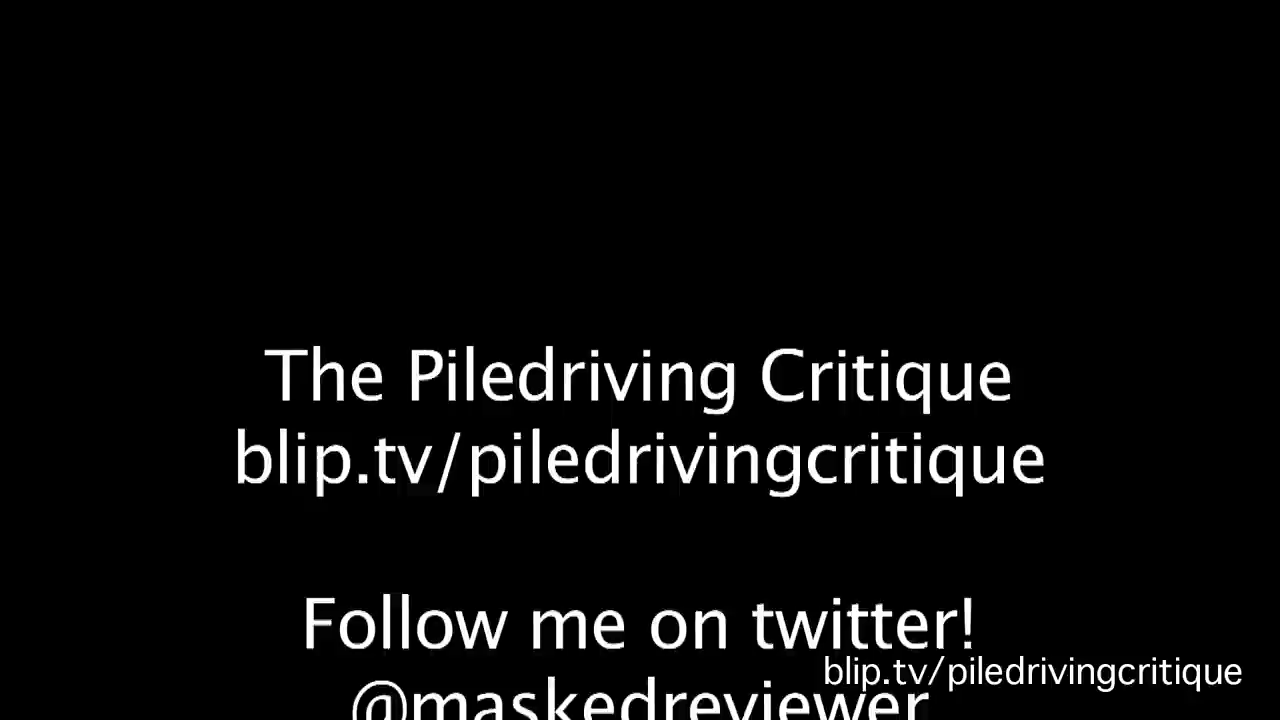 The Piledriving Critique
blip.tv/piledrivingcritique
Follow me on twitter!
blip.tv/piledrivingcritique
@maskedreviewer